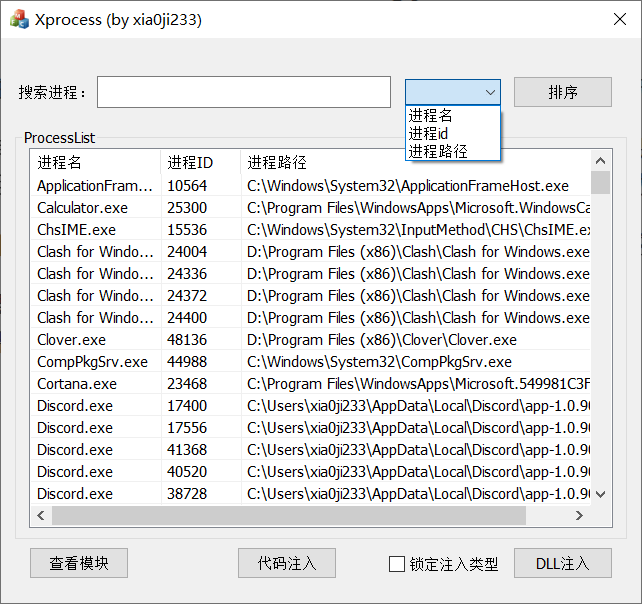 Xprocess (by xia0ji233)
搜索进程：
排序
进程名
进程id
进程路径
ProcessList
进程名 进程ID 进程路径
ApplicationFram... 10564 C:\Windows\System32\ApplicationFrameHost.exe
Calculator.exe 25300 C:\Program Files\WindowsApps\Microsoft.WindowsCa
ChsIME.exe 15536 C:\Windows\System32\InputMethod\CHS\ChsIME.ex
Clash for Windo... 24004 D:\Program Files (x86)\Clash\Clash for Windows.exe
Clash for Windo... 24336 D:\Program Files (x86)\Clash\Clash for Windows.exe
Clash for Windo... 24372 D:\Program Files (x86)\Clash\Clash for Windows.exe
Clash for Windo... 24400 D:\Program Files (x86)\Clash\Clash for Windows.exe
Clover.exe 48136 D:\Program Files (x86)\Clover\Clover.exe
CompPkgSrv.exe 44988 C:\Windows\System32\CompPkgSrv.exe
Cortana.exe 23468 C:\Program Files\WindowsApps\Microsoft.549981C3F
Discord.exe 17400 C:\Users\xia0ji233\AppData\Local\Discord\app-1.0.90
Discord.exe 17556 C:\Users\xia0ji233\AppData\Local\Discord\app-1.0.90
Discord.exe 41368 C:\Users\xia0ji233\AppData\Local\Discord\app-1.0.90
Discord.exe 40520 C:\Users\xia0ji233\AppData\Local\Discord\app-1.0.90
Discord.exe 38728 C:\Users\xia0ji233\AppData\Local\Discord\app-1.0.90
查看模块 代码注入 锁定注入类型 DLL注入